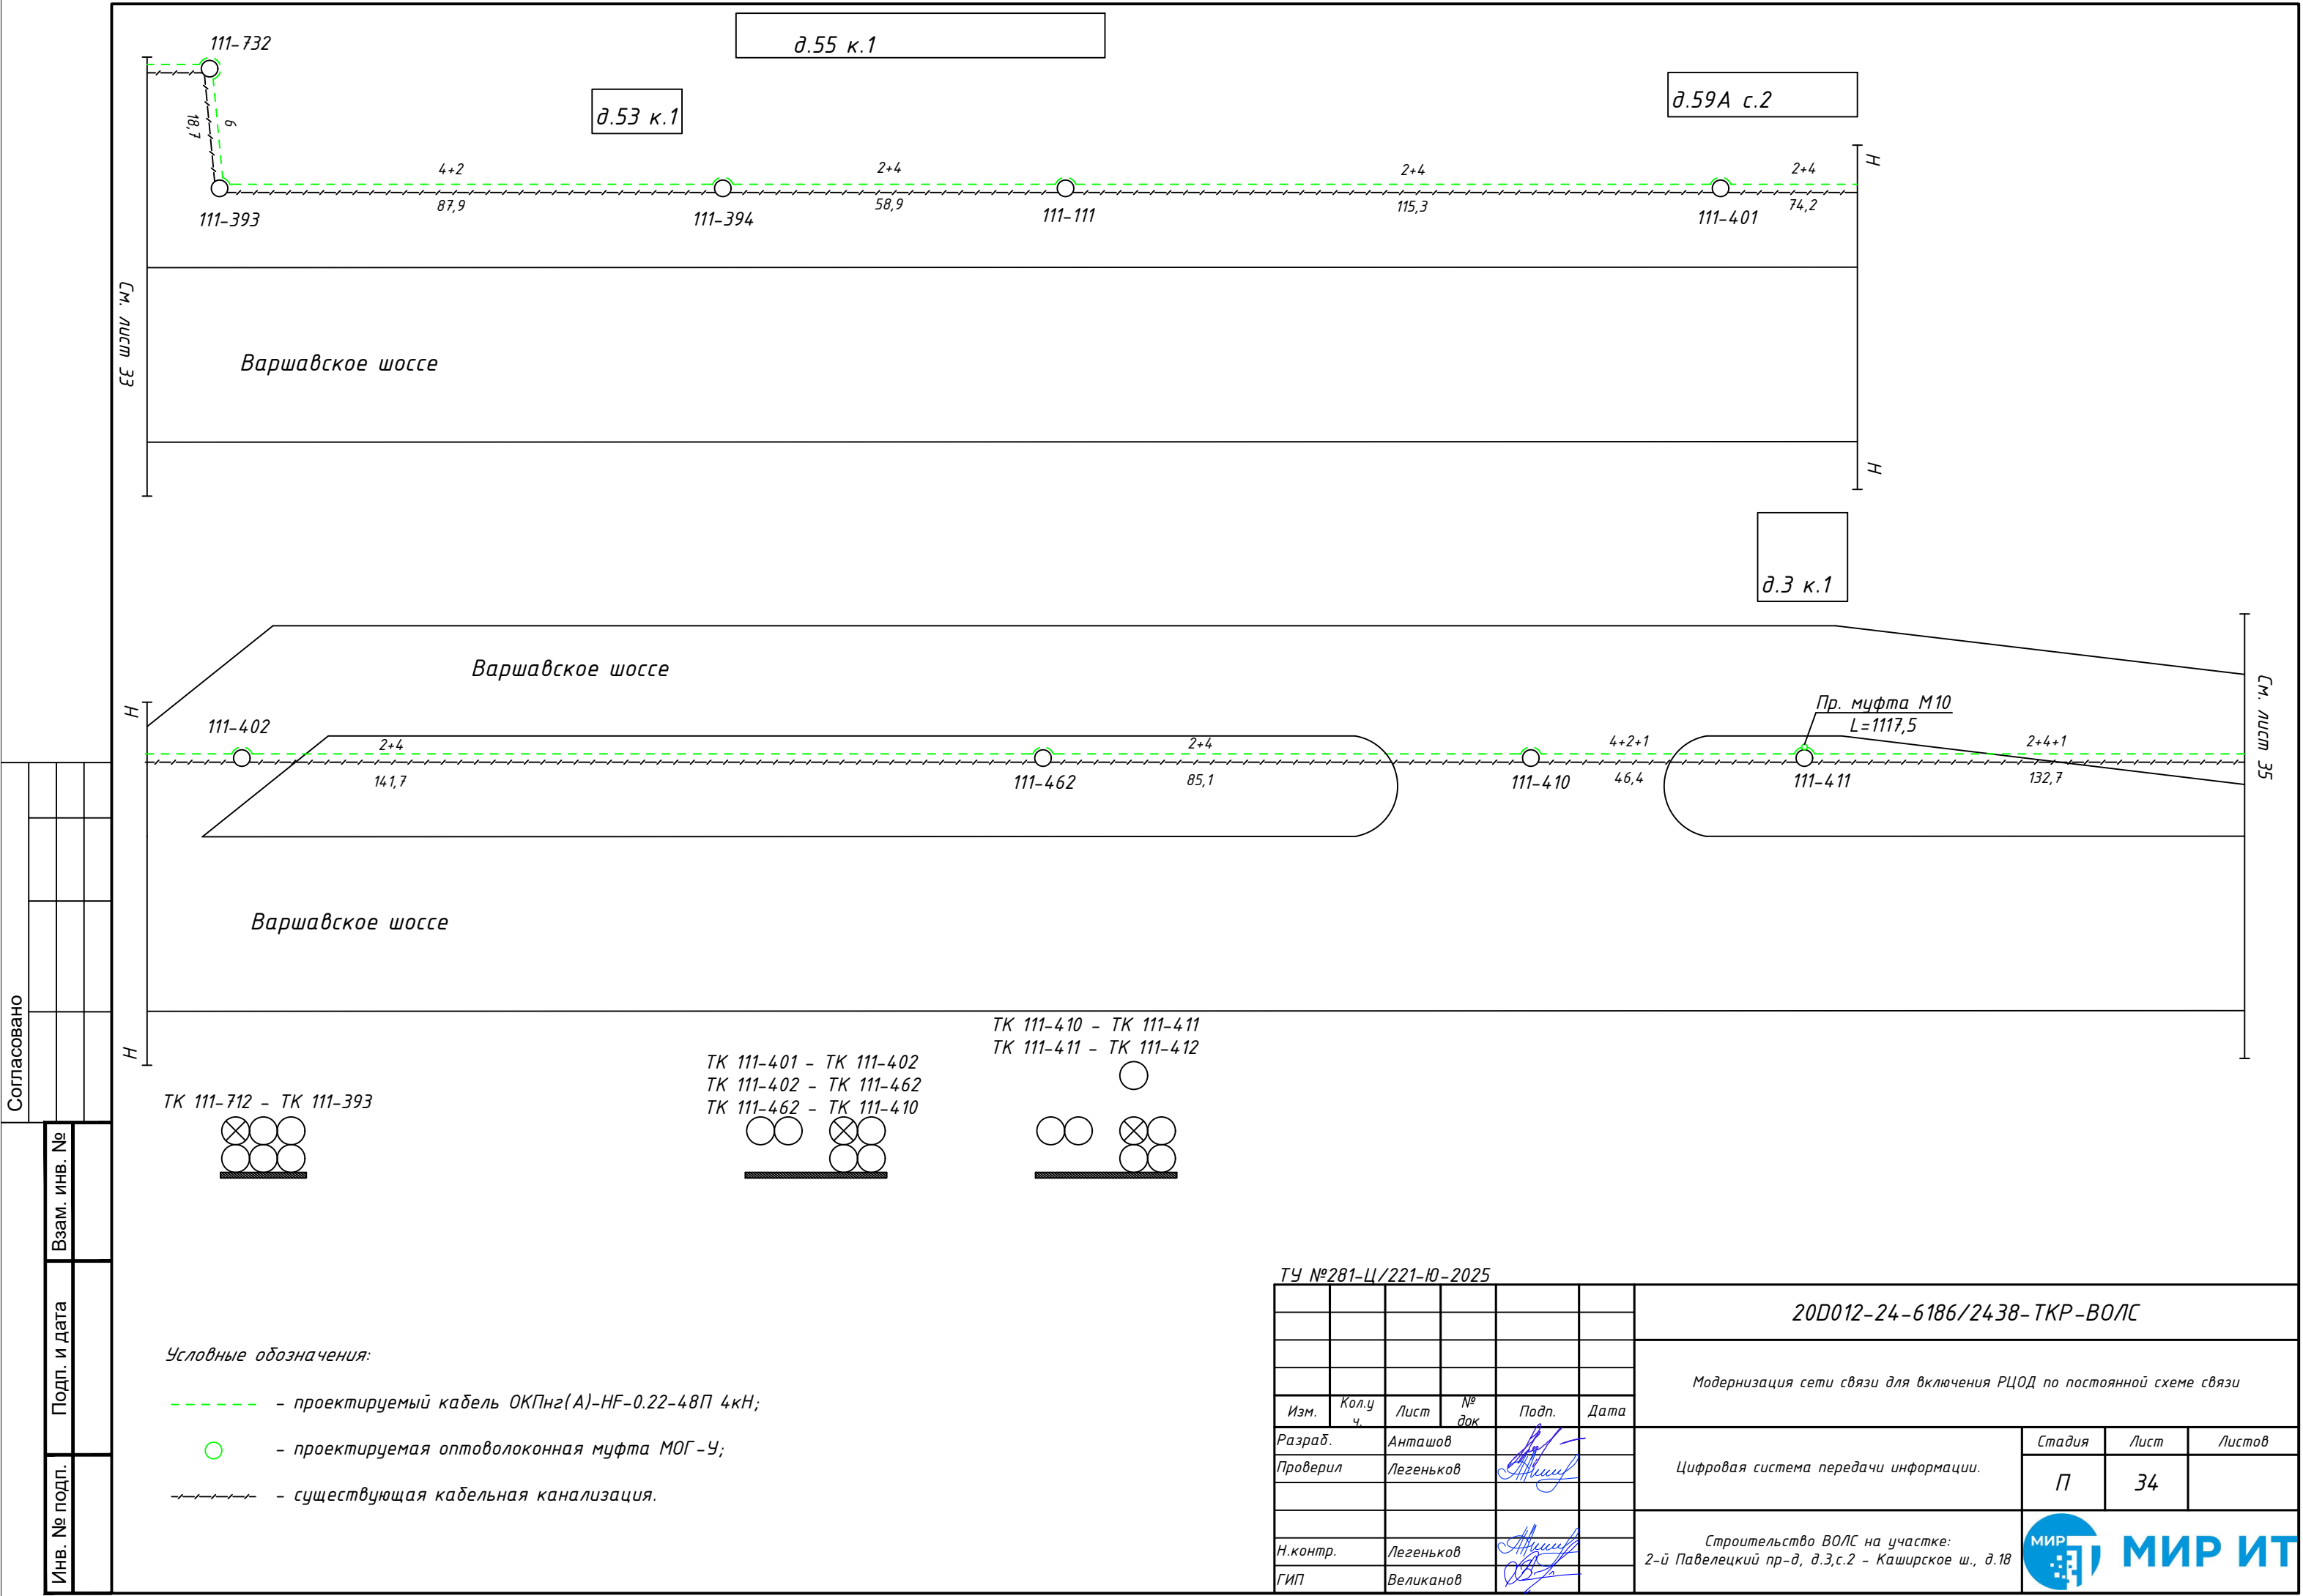 111-732
д.55 к.1
д.59А с.2
д.53 к.1
6
18,7
4+2
2+4
2+4
2+4
Н
111-393
87,9
111-394
58,9
111-111
115,3
111-401
74,2
См. лист 33
Варшавское шоссе
Н
д.3 к.1
Варшавское шоссе
Н
111-402
2+4
2+4
4+2+1
Пр. муфта М10
L=1117,5
2+4+1
См. лист 35
141,7
111-462
85,1
111-410
46,4
111-411
132,7
Варшавское шоссе
Н
ТК 111-712 - ТК 111-393
ТК 111-401 - ТК 111-402
ТК 111-402 - ТК 111-462
ТК 111-462 - ТК 111-410
ТК 111-410 - ТК 111-411
ТК 111-411 - ТК 111-412
Согласовано
Взам. инв. №
Подп. и дата
Инв. № подл.
Условные обозначения:
- проектируемый кабель ОКПнг(А)-HF-0.22-48П 4кН;
- проектируемая оптоволоконная муфта МОГ-У;
- существующая кабельная канализация.
ТУ №281-Ц/221-Ю-2025
20D012-24-6186/2438-ТКР-ВОЛС
Модернизация сети связи для включения РЦОД по постоянной схеме связи
Изм.
Кол.у
ч.
Лист
№
док
Подп.
Дата
Разраб.
Анташов
Проверил
Легеньков
Н.контр.
Легеньков
ГИП
Великанов
Цифровая система передачи информации.
Стадия
Лист
Листов
П
34
Строительство ВОЛС на участке:
2-й Павелецкий пр-д, д.3,с.2 - Каширское ш., д.18
МИР
МИР ИТ